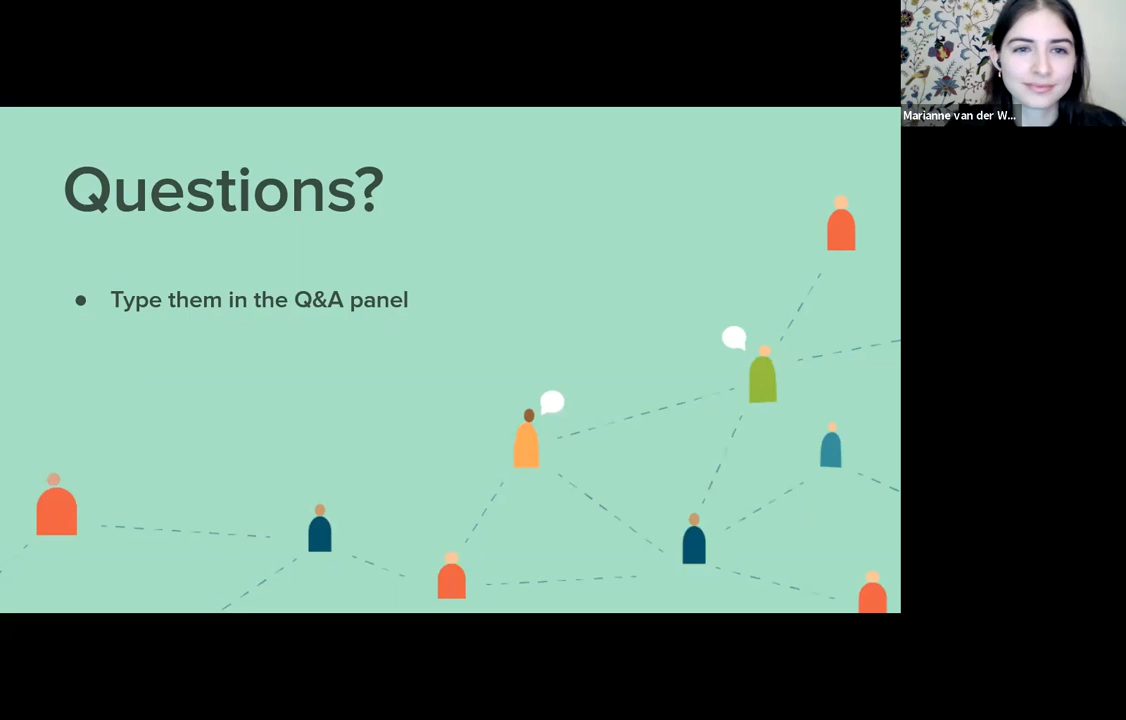 Marianne van der W...
Questions?
● Type them in the Q&A panel